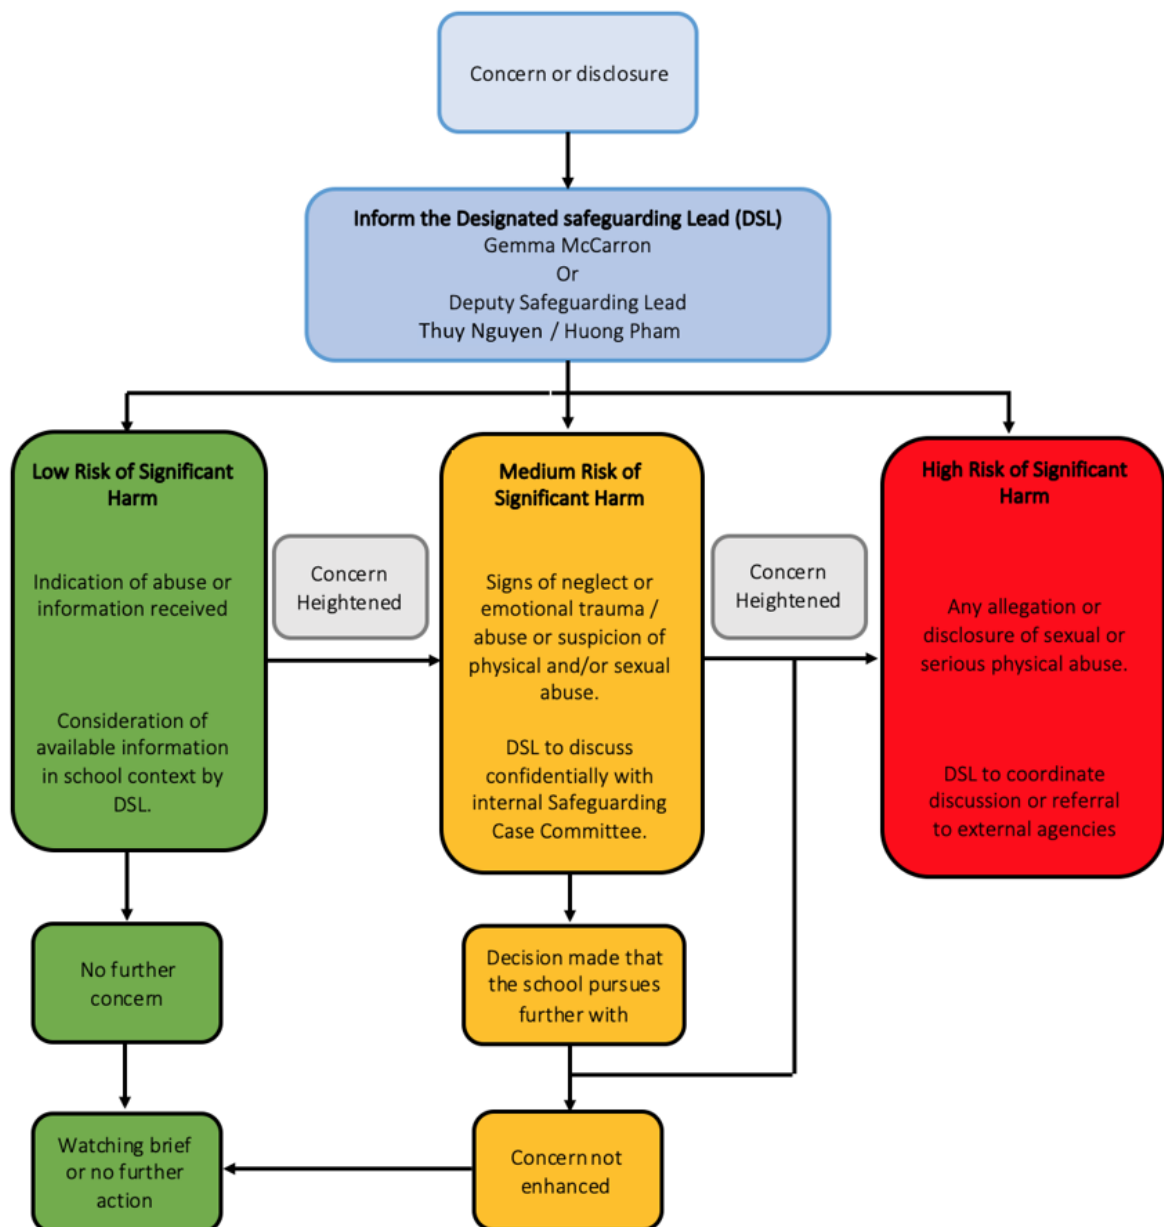 Concern or disclosure
Inform the Designated safeguarding Lead (DSL)
Gemma McCarron
Or
Deputy Safeguarding Lead
Thuy Nguyen / Huong Pham
Low Risk of Significant
Harm
Indication of abuse or
information received
Consideration of
available information
in school context by
DSL.
Concern
Heightened
Medium Risk of
Significant Harm
Signs of neglect or
emotional trauma /
abuse or suspicion of
physical and/or sexual
abuse.
DSL to discuss
confidentially with
internal Safeguarding
Case Committee.
Concern
Heightened
High Risk of Significant
Harm
Any allegation or
disclosure of sexual or
serious physical abuse.
DSL to coordinate
discussion or referral
to external agencies
No further
concern
Decision made that
the school pursues
further with
Watching brief
or no further
action
Concern not
enhanced